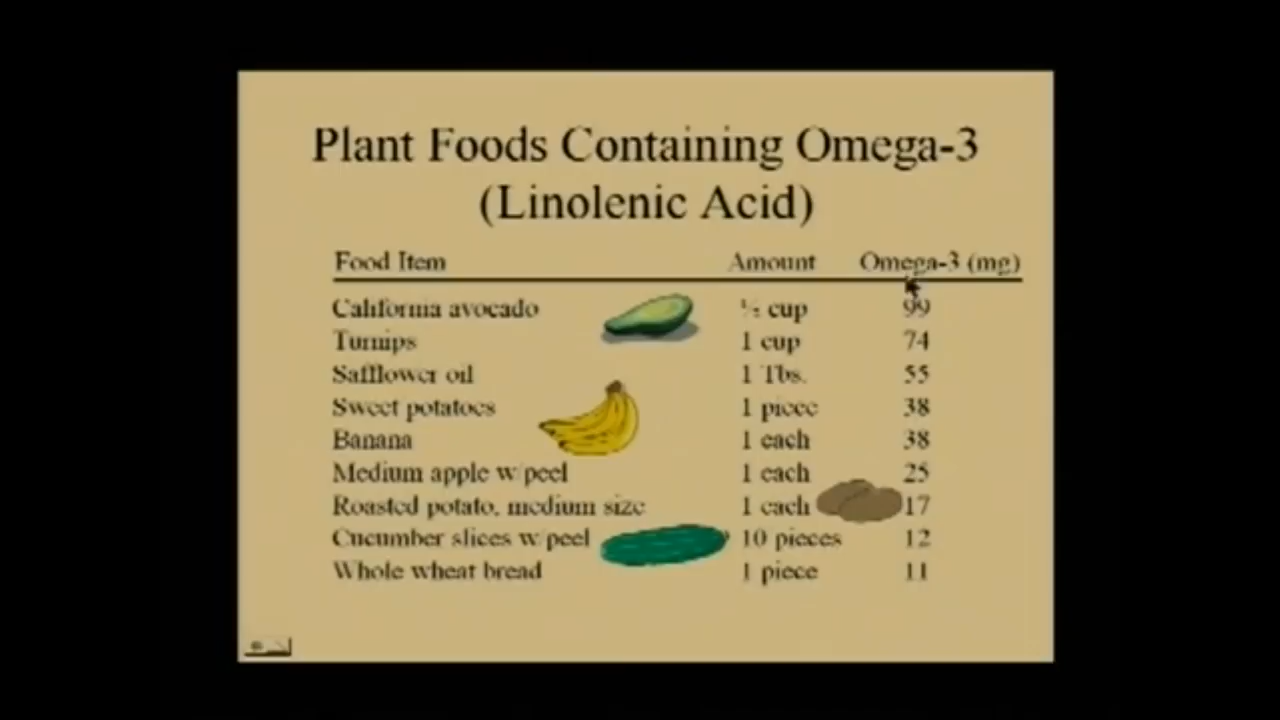 Plant Foods Containing Omega-3
(Linolenic Acid)
Food Item Amount Omega-3 (mg)
California avocado ½ cup 99
Turnips 1 cup 74
Safflower oil 1 Tbs. 55
Sweet potatoes 1 piece 38
Banana 1 each 38
Medium apple w/peel 1 each 25
Roasted potato, medium size 1 each 17
Cucumber slices w/peel 10 pieces 12
Whole wheat bread 1 piece 11